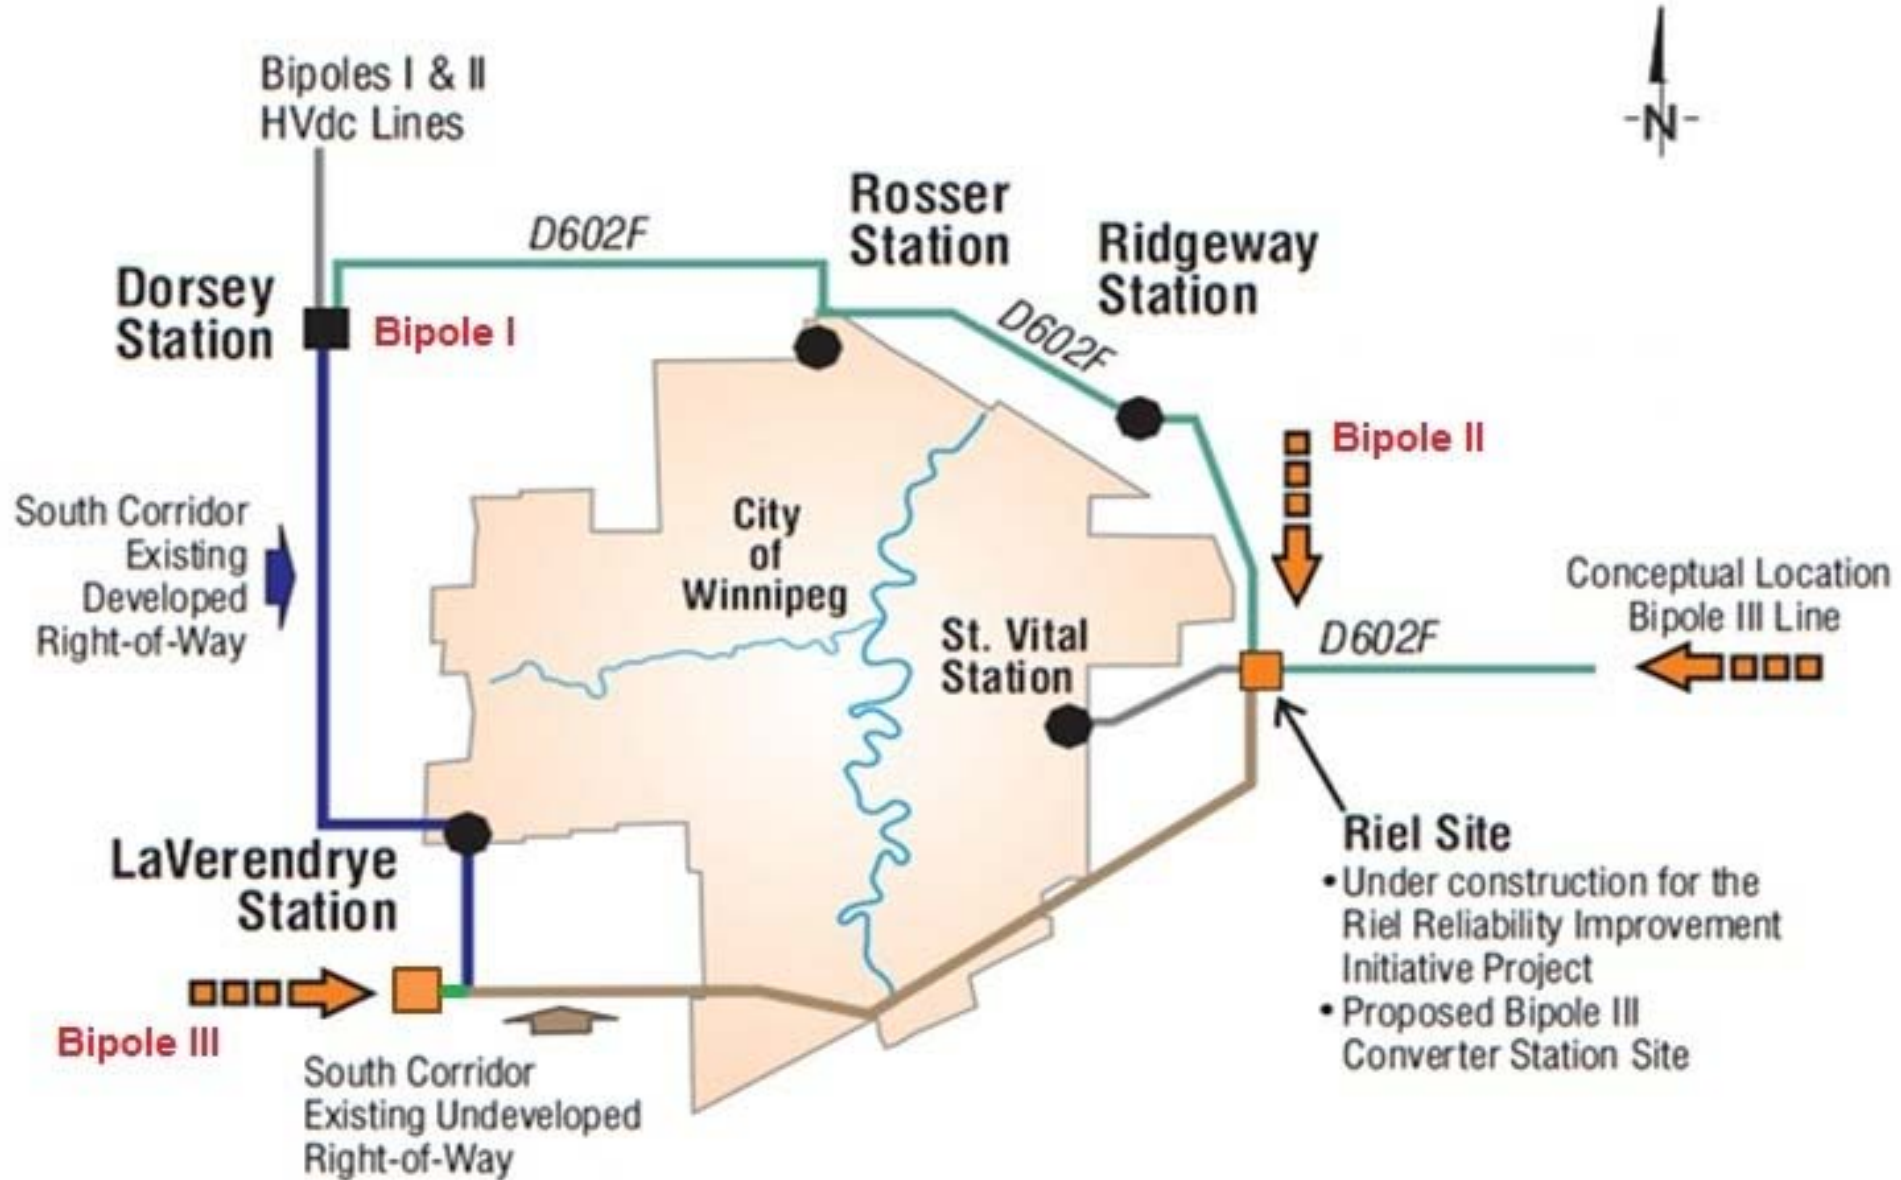 Bipoles I & II
HVdc Lines
-N-
D602F
Rosser
Station
Ridgeway
Station
Dorsey
Station
Bipole I
D602F
Bipole II
South Corridor
Existing
Developed
Right-of-Way
City
of
Winnipeg
Conceptual Location
Bipole III Line
St. Vital
Station
D602F
LaVerendrye
Station
Riel Site
•Under construction for the
Riel Reliability Improvement
Initiative Project
•Proposed Bipole III
Converter Station Site
Bipole III
South Corridor
Existing Undeveloped
Right-of-Way